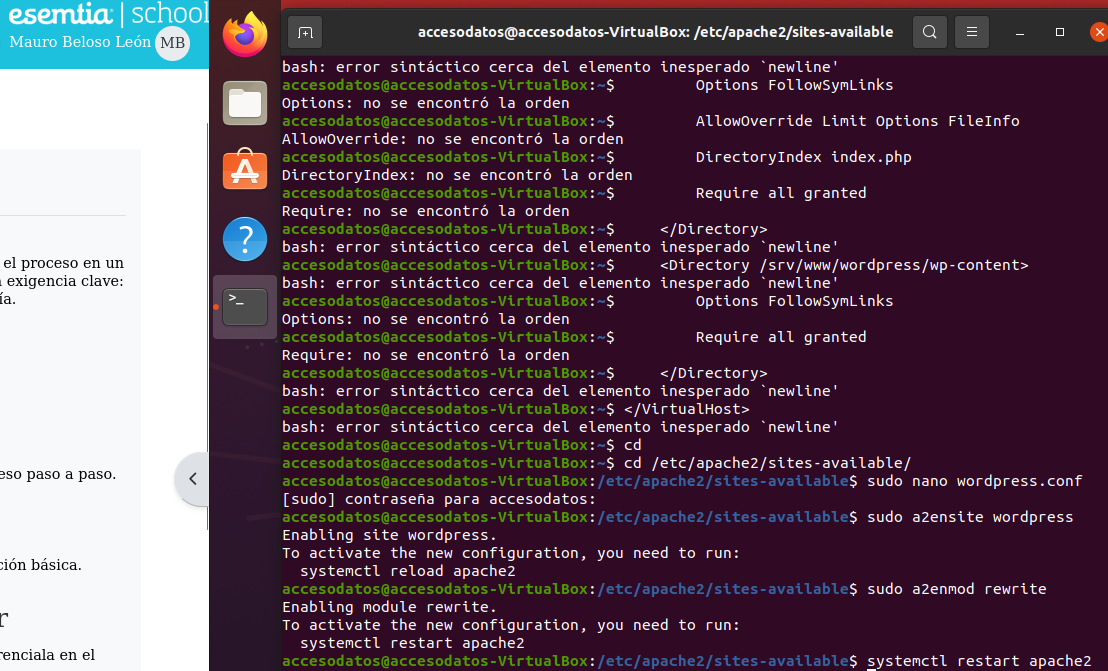 esemtia | school
Mauro Beloso León MB
el proceso en un
exigencia clave:
ía.
eso paso a paso.
ción básica.
r
renciala en el
accesodatos@accesodatos-VirtualBox: /etc/apache2/sites-available
bash: error sintáctico cerca del elemento inesperado `newline'
accesodatos@accesodatos-VirtualBox:~$         Options FollowSymLinks
Options: no se encontró la orden
accesodatos@accesodatos-VirtualBox:~$         AllowOverride Limit Options FileInfo
AllowOverride: no se encontró la orden
accesodatos@accesodatos-VirtualBox:~$         DirectoryIndex index.php
DirectoryIndex: no se encontró la orden
accesodatos@accesodatos-VirtualBox:~$         Require all granted
Require: no se encontró la orden
accesodatos@accesodatos-VirtualBox:~$     </Directory>
bash: error sintáctico cerca del elemento inesperado `newline'
accesodatos@accesodatos-VirtualBox:~$     <Directory /srv/www/wordpress/wp-content>
bash: error sintáctico cerca del elemento inesperado `newline'
accesodatos@accesodatos-VirtualBox:~$         Options FollowSymLinks
Options: no se encontró la orden
accesodatos@accesodatos-VirtualBox:~$         Require all granted
Require: no se encontró la orden
accesodatos@accesodatos-VirtualBox:~$     </Directory>
bash: error sintáctico cerca del elemento inesperado `newline'
accesodatos@accesodatos-VirtualBox:~$ </VirtualHost>
bash: error sintáctico cerca del elemento inesperado `newline'
accesodatos@accesodatos-VirtualBox:~$ cd
accesodatos@accesodatos-VirtualBox:~$ cd /etc/apache2/sites-available/
accesodatos@accesodatos-VirtualBox:/etc/apache2/sites-available$ sudo nano wordpress.conf
[sudo] contraseña para accesodatos:
accesodatos@accesodatos-VirtualBox:/etc/apache2/sites-available$ sudo a2ensite wordpress
Enabling site wordpress.
To activate the new configuration, you need to run:
  systemctl reload apache2
accesodatos@accesodatos-VirtualBox:/etc/apache2/sites-available$ sudo a2enmod rewrite
Enabling module rewrite.
To activate the new configuration, you need to run:
  systemctl restart apache2
accesodatos@accesodatos-VirtualBox:/etc/apache2/sites-available$ systemctl restart apache2